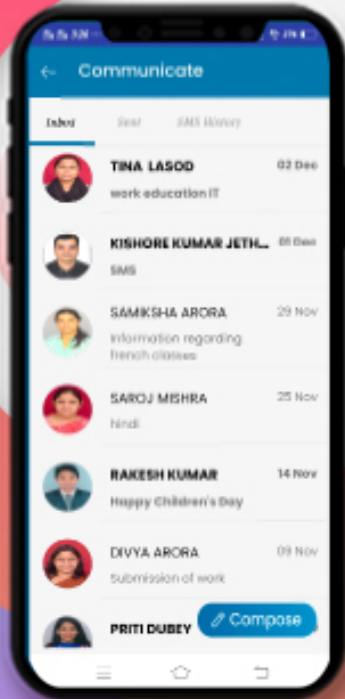 Communicate
Inbox Sent SMS History
TINA LASOD 02 Dec
work education IT
KISHORE KUMAR JETH... 01 Dec
SMS
SAMIKSHA ARORA 29 Nov
Information regarding
french classes
SAROJ MISHRA 25 Nov
hindi
RAKESH KUMAR 14 Nov
Happy Children's Day
DIVYA ARORA 09 Nov
Submission of work
PRITI DUBEY
Compose